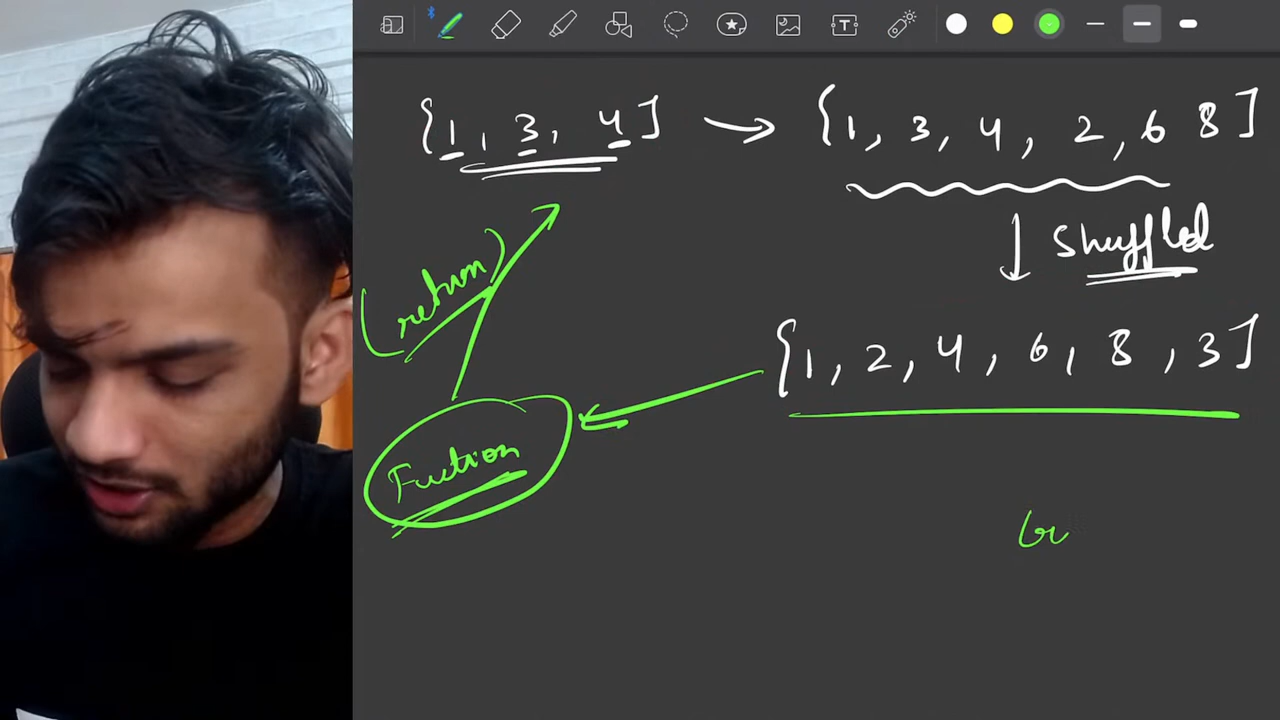 {1, 3, 4] → {1, 3, 4, 2, 6 8]
↓ Shuffled
(return)
{1, 2, 4, 6, 8, 3]
Fuction